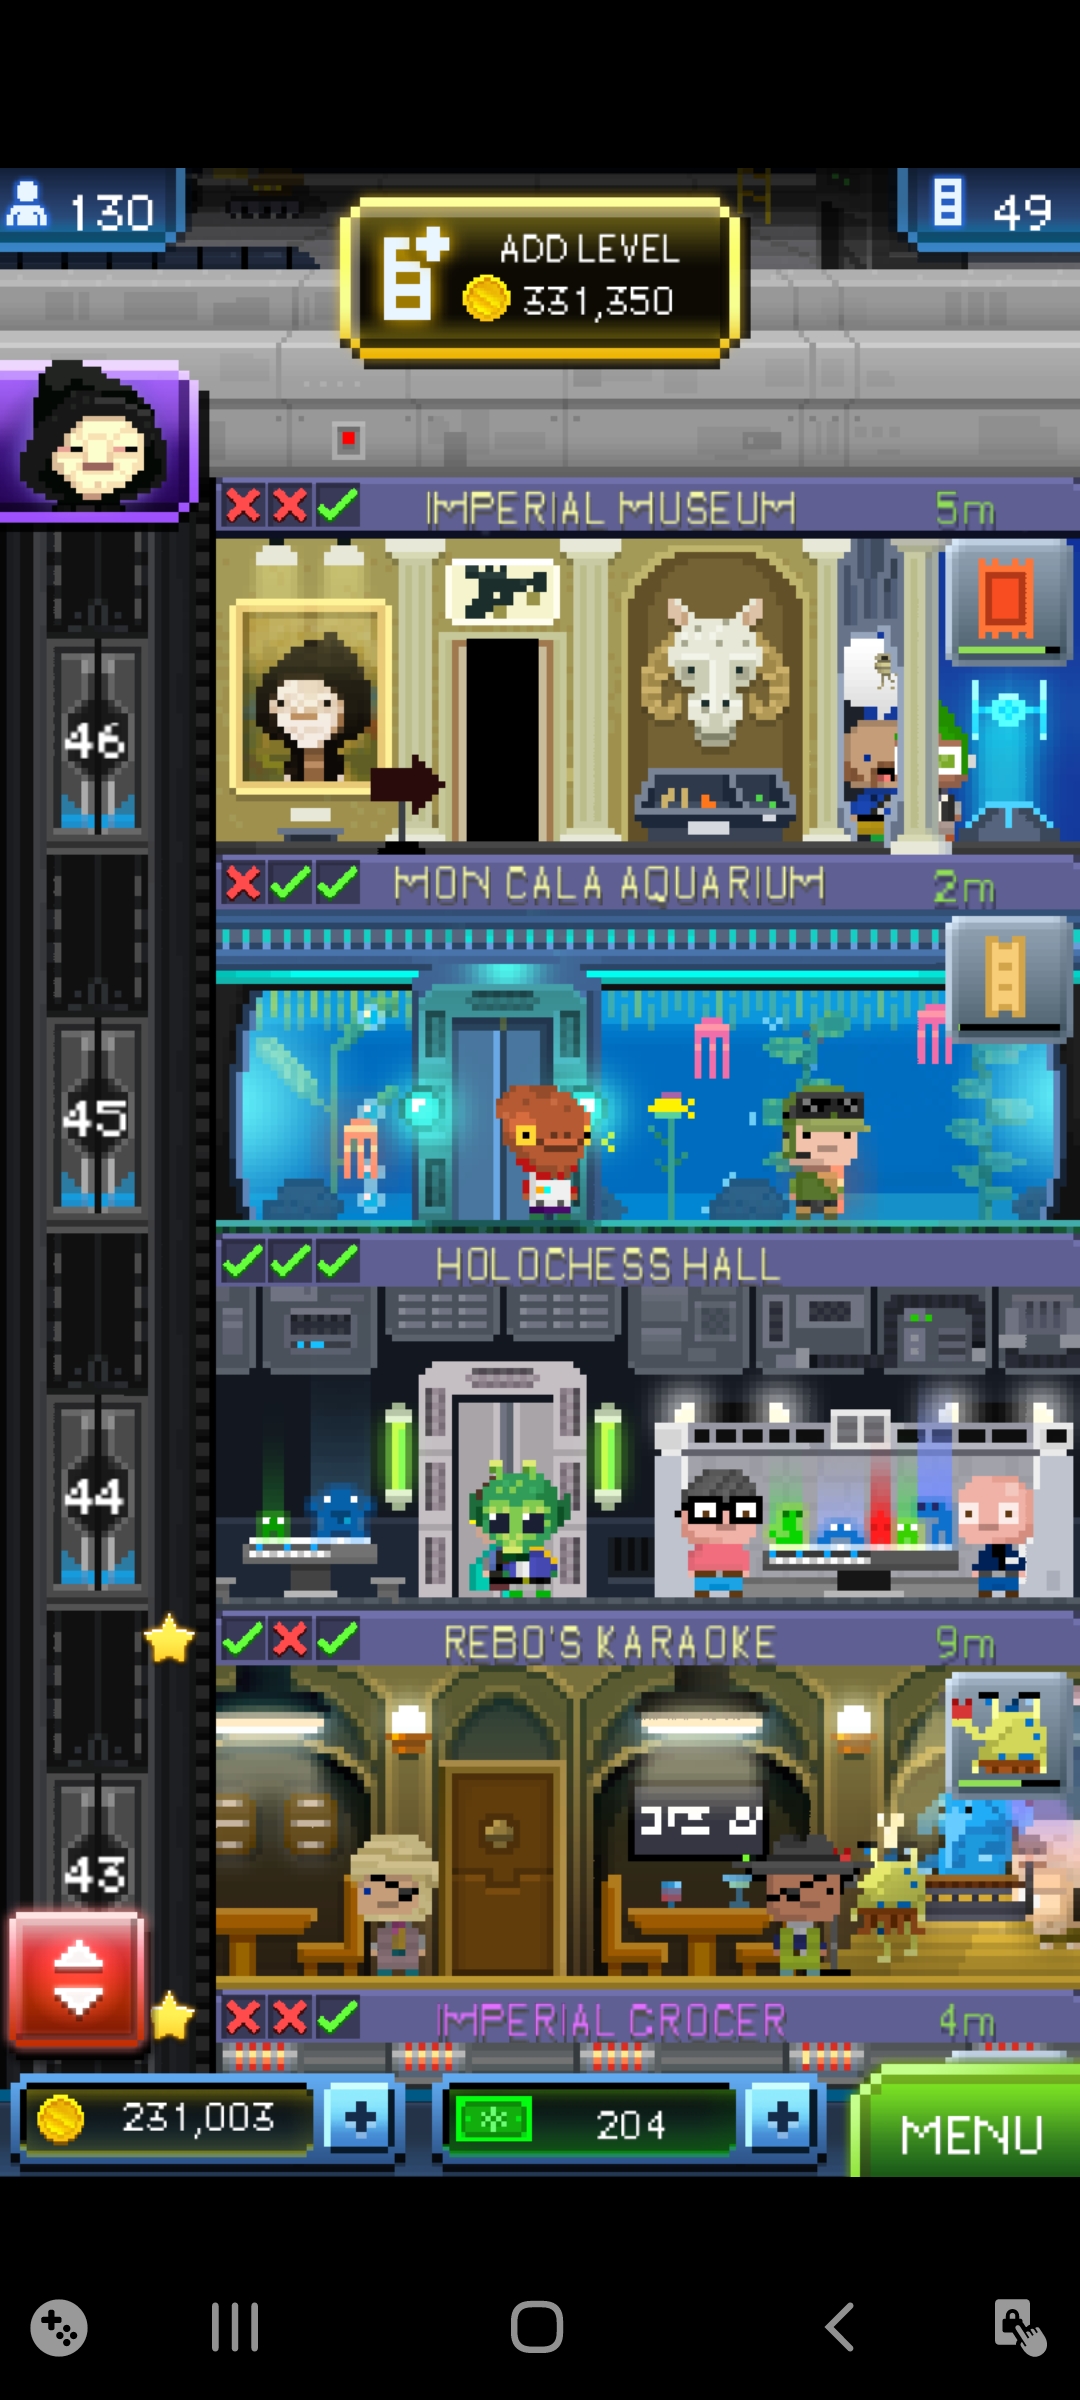 130
ADD LEVEL
331,350
49
IMPERIAL MUSEUM 5m
46
MON CALA AQUARIUM 2m
45
HOLOCHESS HALL
44
REBO'S KARAOKE 9m
43
IMPERIAL GROCER 4m
231,003 + 204 + MENU